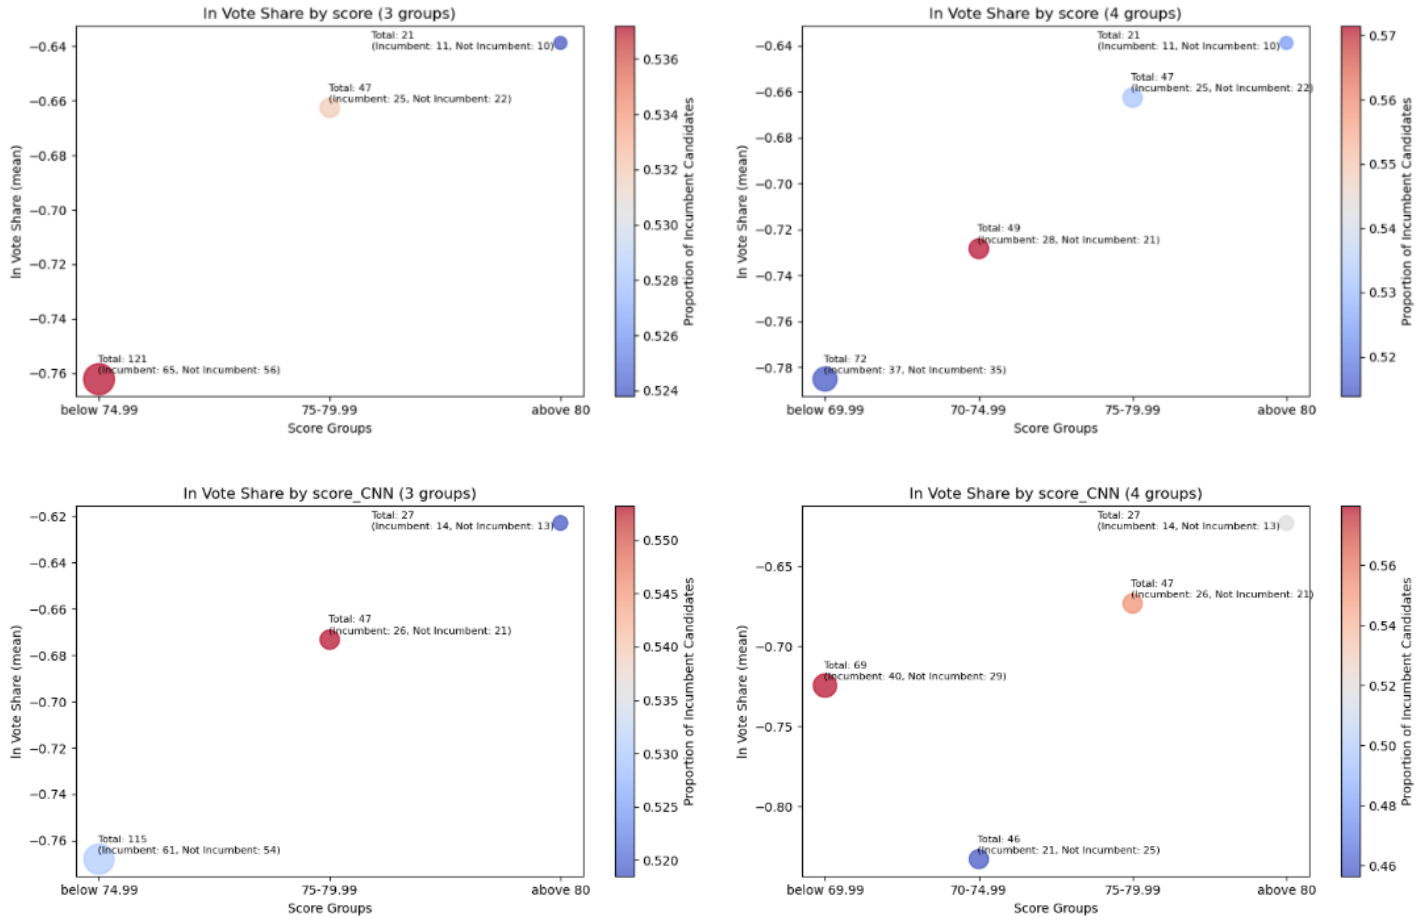 In Vote Share by score (3 groups)
In Vote Share (mean)
−0.64
−0.66
−0.68
−0.70
−0.72
−0.74
−0.76
Total: 21
(Incumbent: 11, Not Incumbent: 10)
Total: 47
(Incumbent: 25, Not Incumbent: 22)
Total: 121
(Incumbent: 65, Not Incumbent: 56)
below 74.99
75-79.99
above 80
Score Groups
0.536
0.534
0.532
0.530
0.528
0.526
0.524
Proportion of Incumbent Candidates
In Vote Share by score (4 groups)
In Vote Share (mean)
−0.64
−0.66
−0.68
−0.70
−0.72
−0.74
−0.76
−0.78
Total: 21
(Incumbent: 11, Not Incumbent: 10)
Total: 47
(Incumbent: 25, Not Incumbent: 22)
Total: 49
(Incumbent: 28, Not Incumbent: 21)
Total: 72
(Incumbent: 37, Not Incumbent: 35)
below 69.99
70-74.99
75-79.99
above 80
Score Groups
0.57
0.56
0.55
0.54
0.53
0.52
Proportion of Incumbent Candidates
In Vote Share by score_CNN (3 groups)
In Vote Share (mean)
−0.62
−0.64
−0.66
−0.68
−0.70
−0.72
−0.74
−0.76
Total: 27
(Incumbent: 14, Not Incumbent: 13)
Total: 47
(Incumbent: 26, Not Incumbent: 21)
Total: 115
(Incumbent: 61, Not Incumbent: 54)
below 74.99
75-79.99
above 80
Score Groups
0.550
0.545
0.540
0.535
0.530
0.525
0.520
Proportion of Incumbent Candidates
In Vote Share by score_CNN (4 groups)
In Vote Share (mean)
−0.65
−0.70
−0.75
−0.80
Total: 27
(Incumbent: 14, Not Incumbent: 13)
Total: 47
(Incumbent: 26, Not Incumbent: 21)
Total: 69
(Incumbent: 40, Not Incumbent: 29)
Total: 46
(Incumbent: 21, Not Incumbent: 25)
below 69.99
70-74.99
75-79.99
above 80
Score Groups
0.56
0.54
0.52
0.50
0.48
0.46
Proportion of Incumbent Candidates